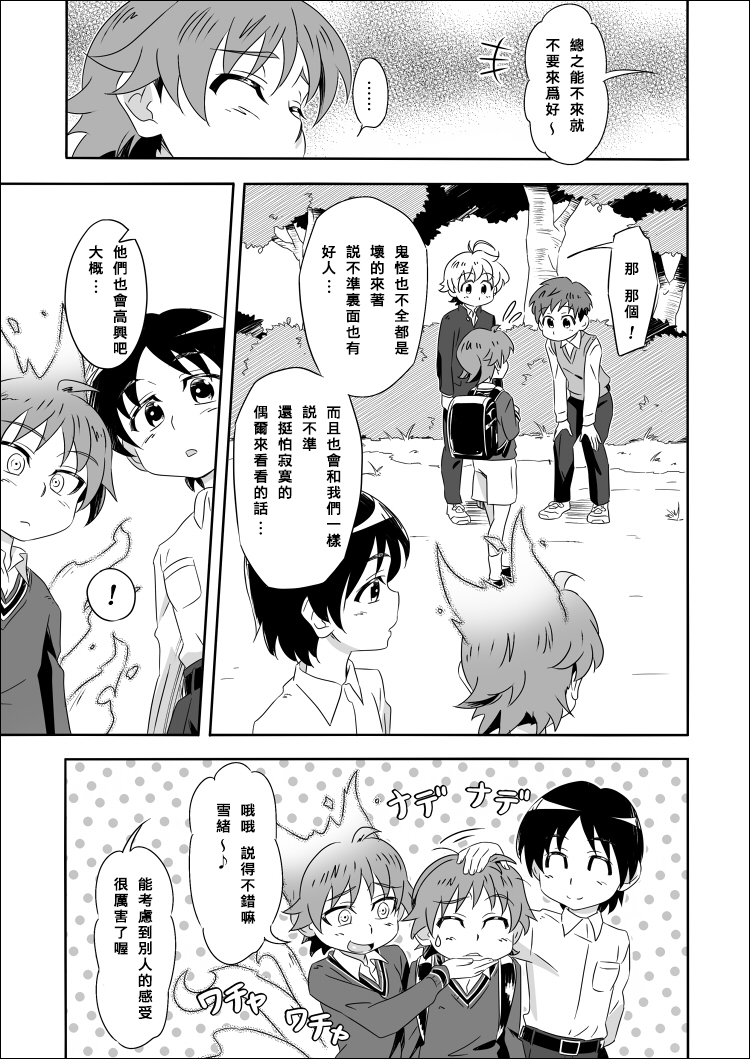 總之能不來就
不要來爲好～
……
那 那個！
鬼怪也不全都是
壞的來著
説不準裏面也有
好人…
而且也會和我們一樣
説不準
還挺怕寂寞的
偶爾來看看的話…
他們也會高興吧
大概…
！
ナデ ナデ
哦哦 説得不錯嘛
雪緒～♪
能考慮到別人的感受
很厲害了喔
ワチャ
ワチャ